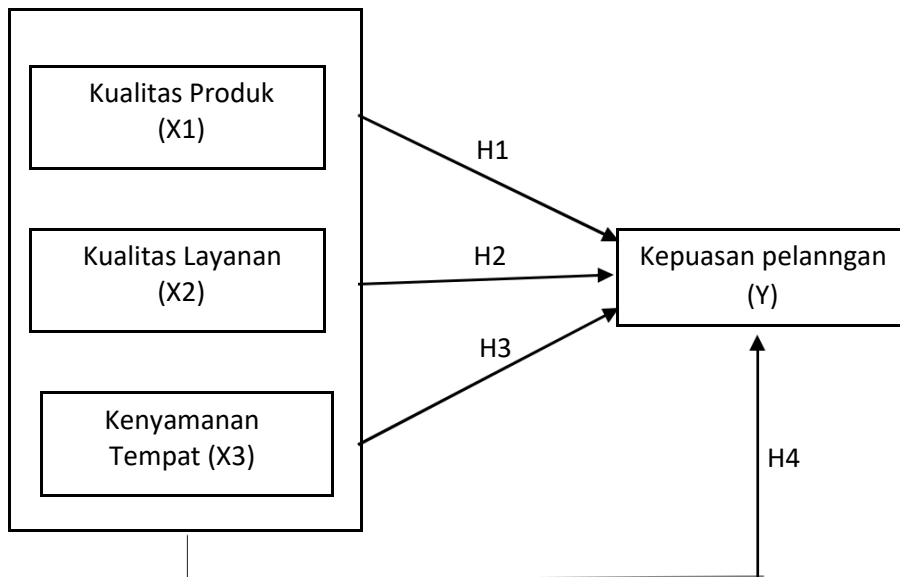 Kualitas Produk
(X1)
H1
Kualitas Layanan
(X2)
H2
Kepuasan pelanngan
(Y)
H3
Kenyamanan
Tempat (X3)
H4